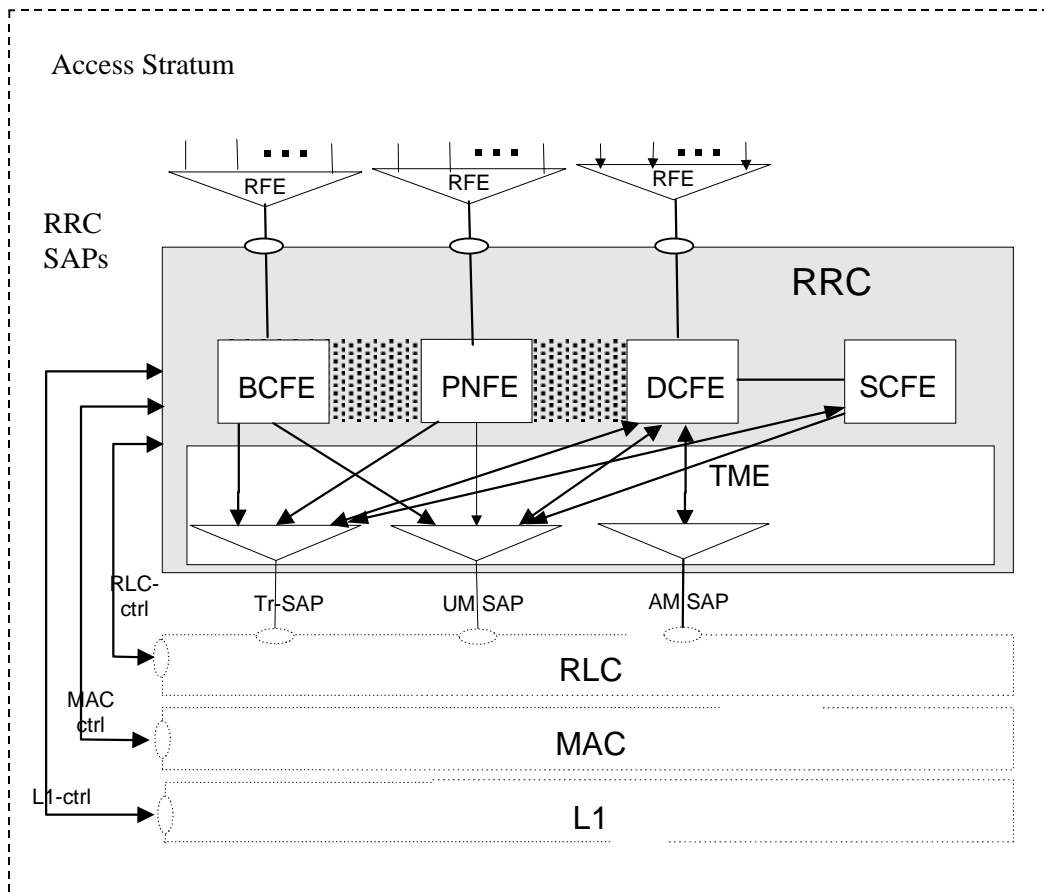 Access Stratum
RFE
RFE
RFE
RRC
SAPs
RRC
BCFE
PNFE
DCFE
SCFE
TME
RLC-
ctrl
Tr-SAP
UM SAP
AM SAP
RLC
MAC
ctrl
MAC
L1-ctrl
L1